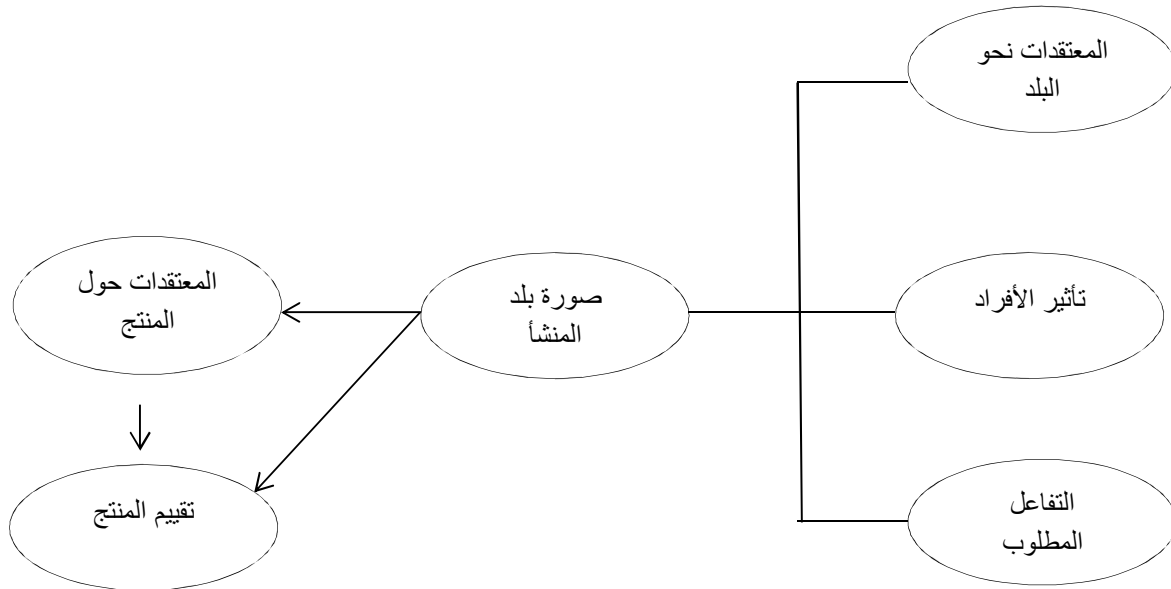 المعتقدات نحو
البلد
تأثير الأفراد
التفاعل
المطلوب
صورة بلد
المنشأ
المعتقدات حول
المنتج
تقييم المنتج